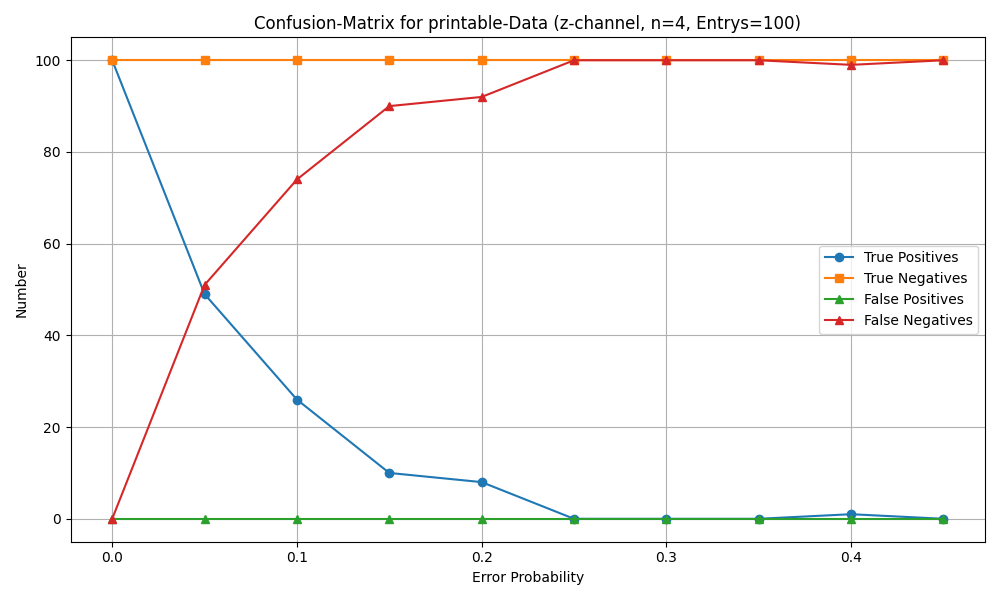 Confusion-Matrix for printable-Data (z-channel, n=4, Entrys=100)
100
80
60
40
20
0
Number
True Positives
True Negatives
False Positives
False Negatives
0.0
0.1
0.2
0.3
0.4
Error Probability